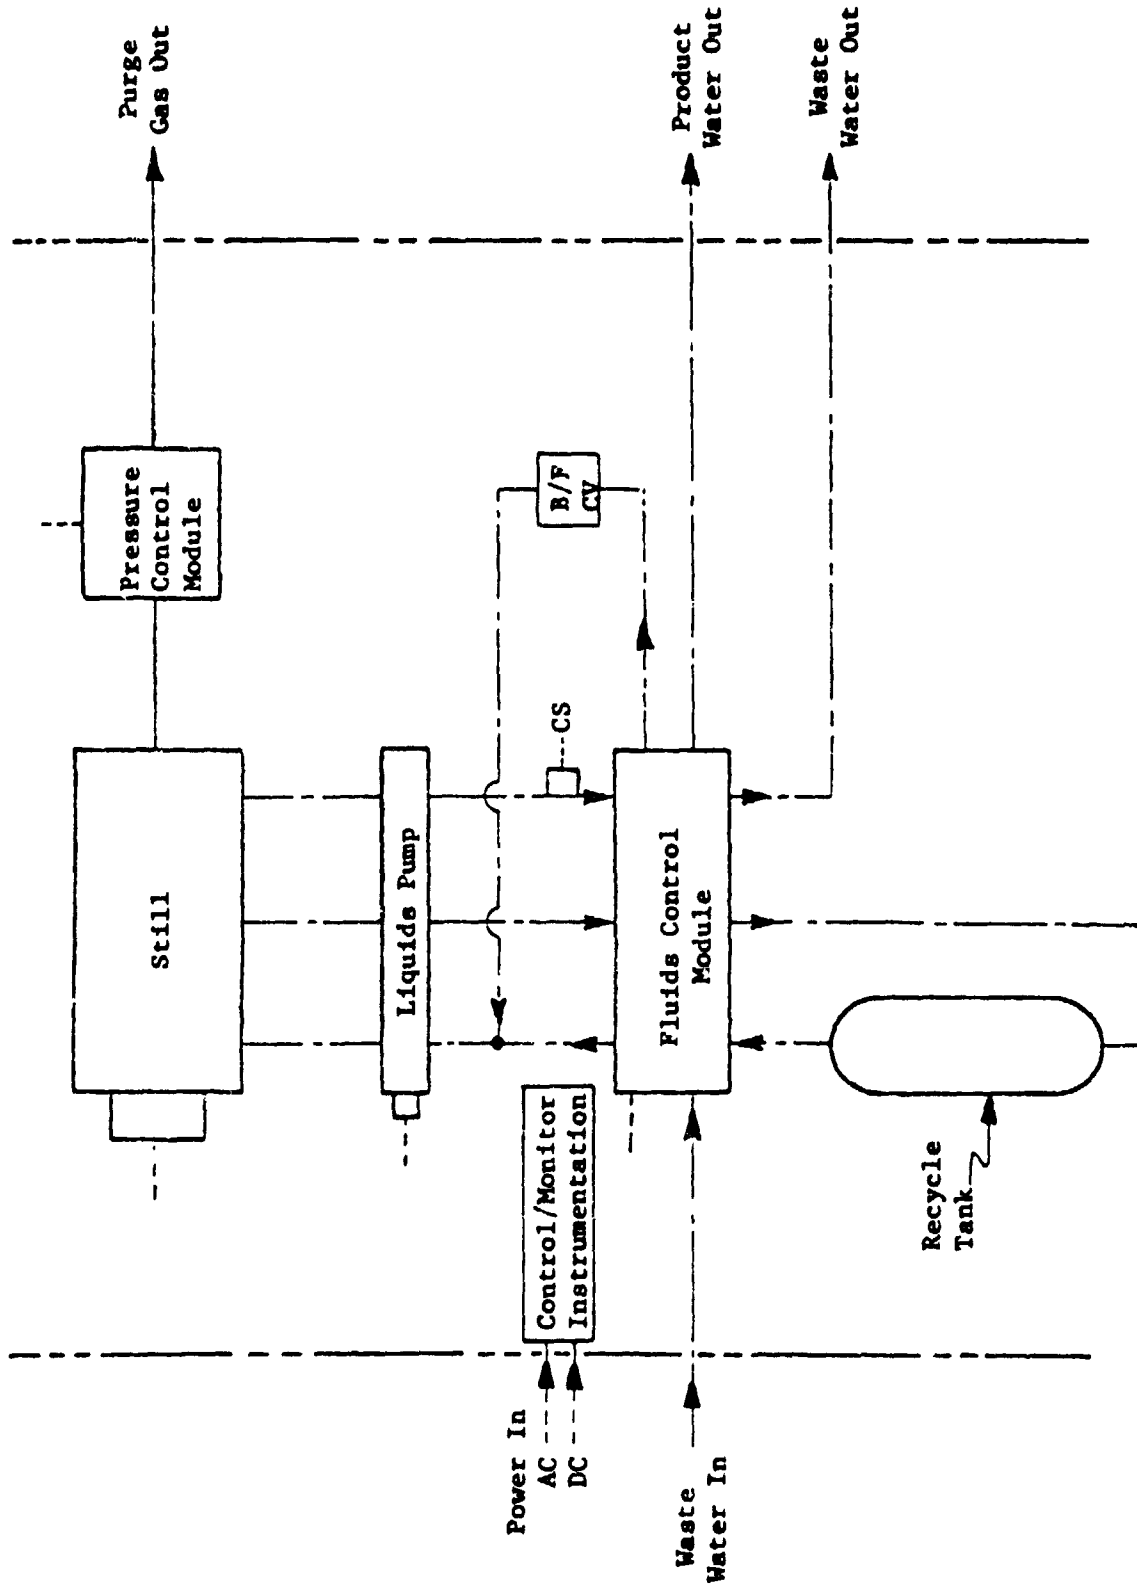 Purge
Gas Out
Pressure
Control
Module
Still
Liquids Pump
B/F
CV
CS
Product
Water Out
Waste
Water Out
Power In
AC
DC
Control/Monitor
Instrumentation
Fluids Control
Module
Waste
Water In
Recycle
Tank